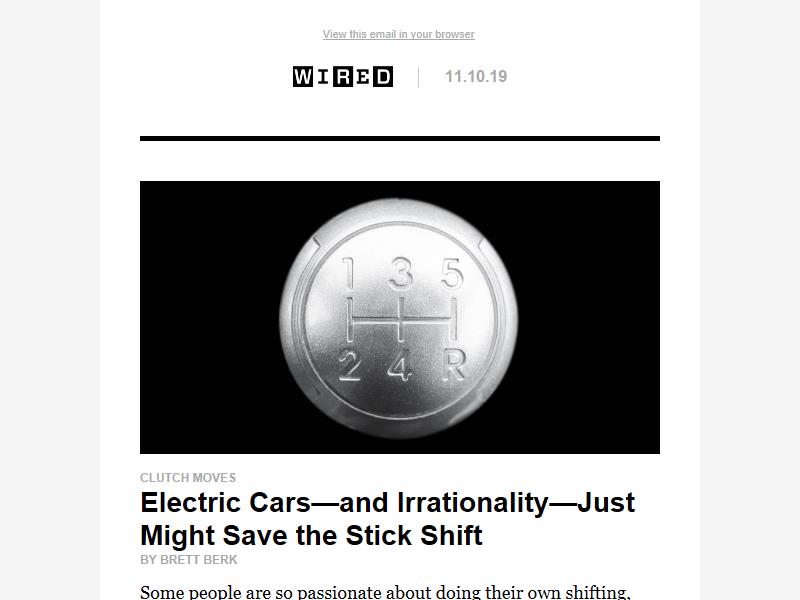 View this email in your browser
WIRED 11.10.19
1 3 5
2 4 R
CLUTCH MOVES
Electric Cars—and Irrationality—Just
Might Save the Stick Shift
BY BRETT BERK
Some people are so passionate about doing their own shifting,